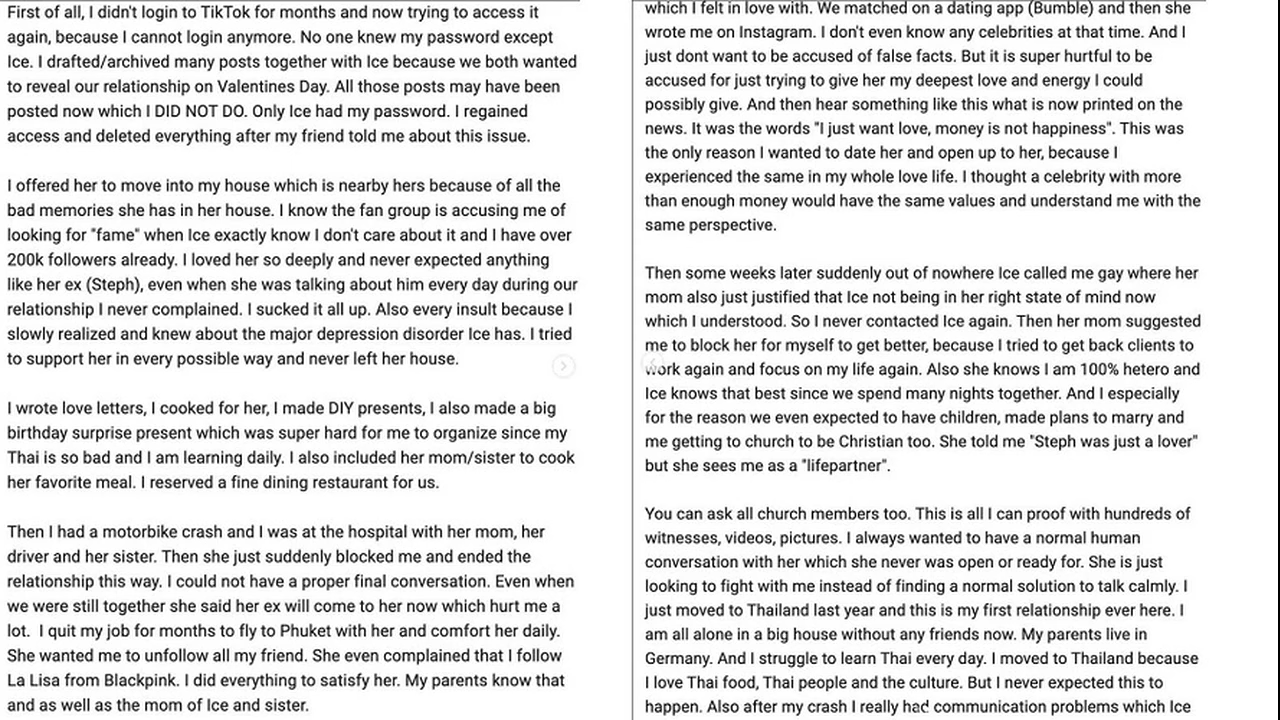 First of all, I didn't login to TikTok for months and now trying to access it
again, because I cannot login anymore. No one knew my password except
Ice. I drafted/archived many posts together with Ice because we both wanted
to reveal our relationship on Valentines Day. All those posts may have been
posted now which I DID NOT DO. Only Ice had my password. I regained
access and deleted everything after my friend told me about this issue.
I offered her to move into my house which is nearby hers because of all the
bad memories she has in her house. I know the fan group is accusing me of
looking for "fame" when Ice exactly know I don't care about it and I have over
200k followers already. I loved her so deeply and never expected anything
like her ex (Steph), even when she was talking about him every day during our
relationship I never complained. I sucked it all up. Also every insult because I
slowly realized and knew about the major depression disorder Ice has. I tried
to support her in every possible way and never left her house.
I wrote love letters, I cooked for her, I made DIY presents, I also made a big
birthday surprise present which was super hard for me to organize since my
Thai is so bad and I am learning daily. I also included her mom/sister to cook
her favorite meal. I reserved a fine dining restaurant for us.
Then I had a motorbike crash and I was at the hospital with her mom, her
driver and her sister. Then she just suddenly blocked me and ended the
relationship this way. I could not have a proper final conversation. Even when
we were still together she said her ex will come to her now which hurt me a
lot. I quit my job for months to fly to Phuket with her and comfort her daily.
She wanted me to unfollow all my friend. She even complained that I follow
La Lisa from Blackpink. I did everything to satisfy her. My parents know that
and as well as the mom of Ice and sister.
which I felt in love with. We matched on a dating app (Bumble) and then she
wrote me on Instagram. I don't even know any celebrities at that time. And I
just dont want to be accused of false facts. But it is super hurtful to be
accused for just trying to give her my deepest love and energy I could
possibly give. And then hear something like this what is now printed on the
news. It was the words "I just want love, money is not happiness". This was
the only reason I wanted to date her and open up to her, because I
experienced the same in my whole love life. I thought a celebrity with more
than enough money would have the same values and understand me with the
same perspective.
Then some weeks later suddenly out of nowhere Ice called me gay where her
mom also just justified that Ice not being in her right state of mind now
which I understood. So I never contacted Ice again. Then her mom suggested
me to block her for myself to get better, because I tried to get back clients to
work again and focus on my life again. Also she knows I am 100% hetero and
Ice knows that best since we spend many nights together. And I especially
for the reason we even expected to have children, made plans to marry and
me getting to church to be Christian too. She told me "Steph was just a lover"
but she sees me as a "lifepartner".
You can ask all church members too. This is all I can proof with hundreds of
witnesses, videos, pictures. I always wanted to have a normal human
conversation with her which she never was open or ready for. She is just
looking to fight with me instead of finding a normal solution to talk calmly. I
just moved to Thailand last year and this is my first relationship ever here. I
am all alone in a big house without any friends now. My parents live in
Germany. And I struggle to learn Thai every day. I moved to Thailand because
I love Thai food, Thai people and the culture. But I never expected this to
happen. Also after my crash I really had communication problems which Ice